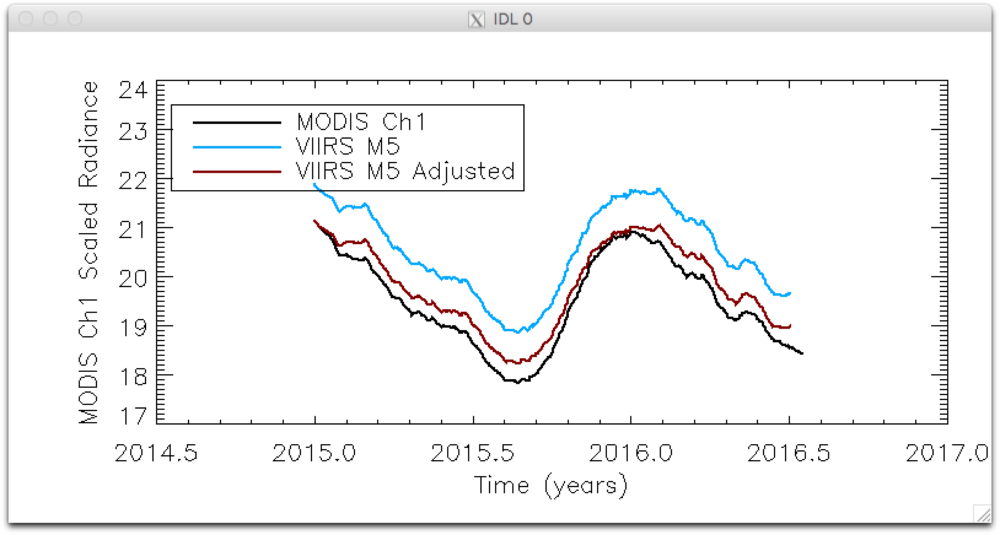 IDL 0
MODIS Ch1 Scaled Radiance
24
23
22
21
20
19
18
17
MODIS Ch1
VIIRS M5
VIIRS M5 Adjusted
2014.5 2015.0 2015.5 2016.0 2016.5 2017.0
Time (years)